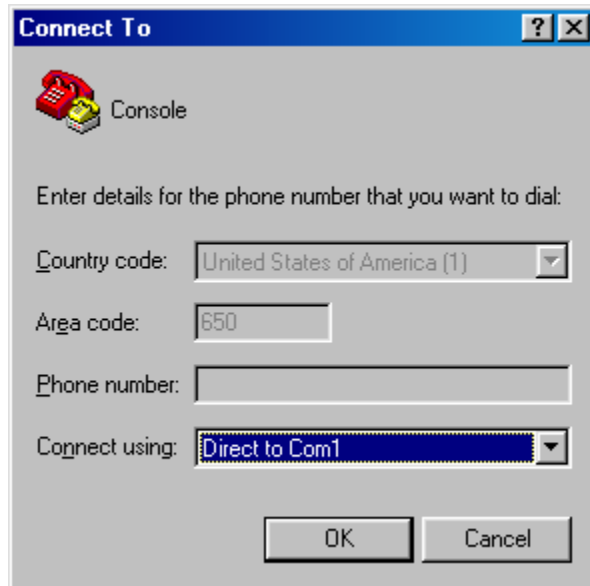 Connect To
Console
Enter details for the phone number that you want to dial:
Country code: United States of America (1)
Area code: 650
Phone number:
Connect using: Direct to Com1
OK Cancel